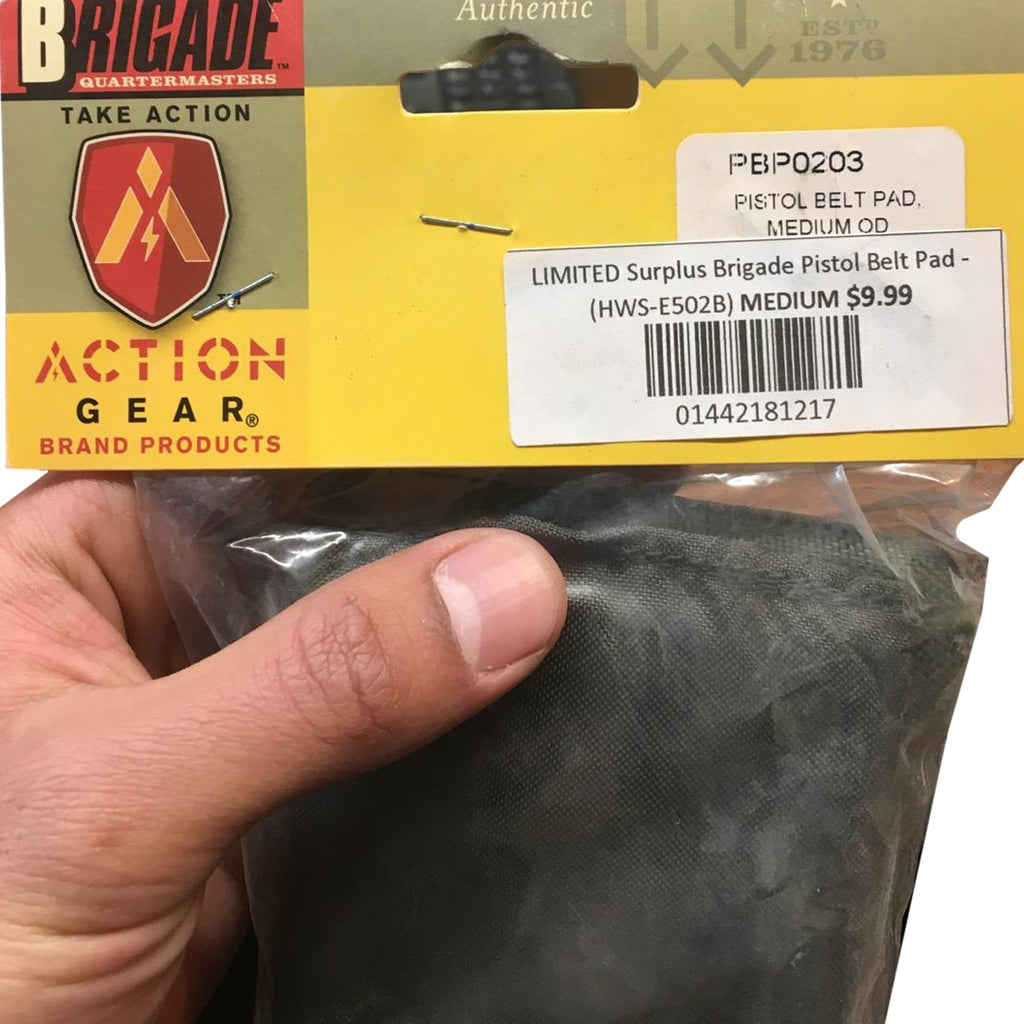 BRIGADE™
QUARTERMASTERS
Authentic
ESTD
1976
TAKE ACTION
PBP0203
PISTOL BELT PAD,
MEDIUM OD
LIMITED Surplus Brigade Pistol Belt Pad -
(HWS-E502B) MEDIUM $9.99
01442181217
ACTION
GEAR®
BRAND PRODUCTS